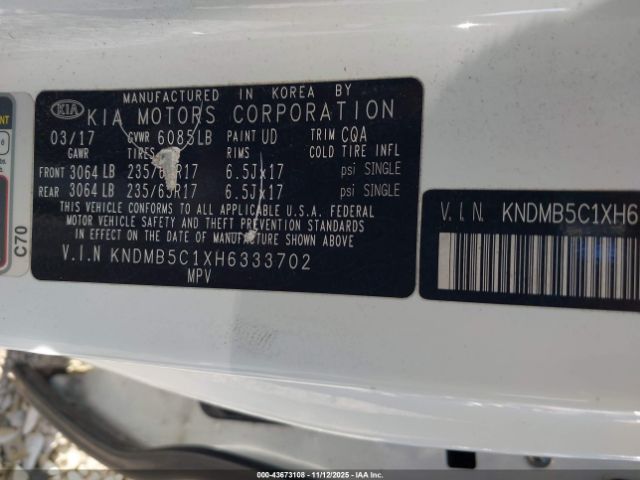 MANUFACTURED IN KOREA BY
KIA KIA MOTORS CORPORATION
03/17 GVWR 6085LB PAINT UD TRIM CQA
GAWR TIRES RIMS COLD TIRE INFL
FRONT 3064 LB 235/ R17 6.5Jx17 psi SINGLE
REAR 3064 LB 235/65R17 6.5Jx17 psi SINGLE
THIS VEHICLE CONFORMS TO ALL APPLICABLE U.S.A. FEDERAL
MOTOR VEHICLE SAFETY AND THEFT PREVENTION STANDARDS
IN EFFECT ON THE DATE OF MANUFACTURE SHOWN ABOVE
V.I.N KNDMB5C1XH6333702
MPV
C70
V.I.N. KNDMB5C1XH6
000-43673108 - 11/12/2025 - Copyright © IAA, Inc.